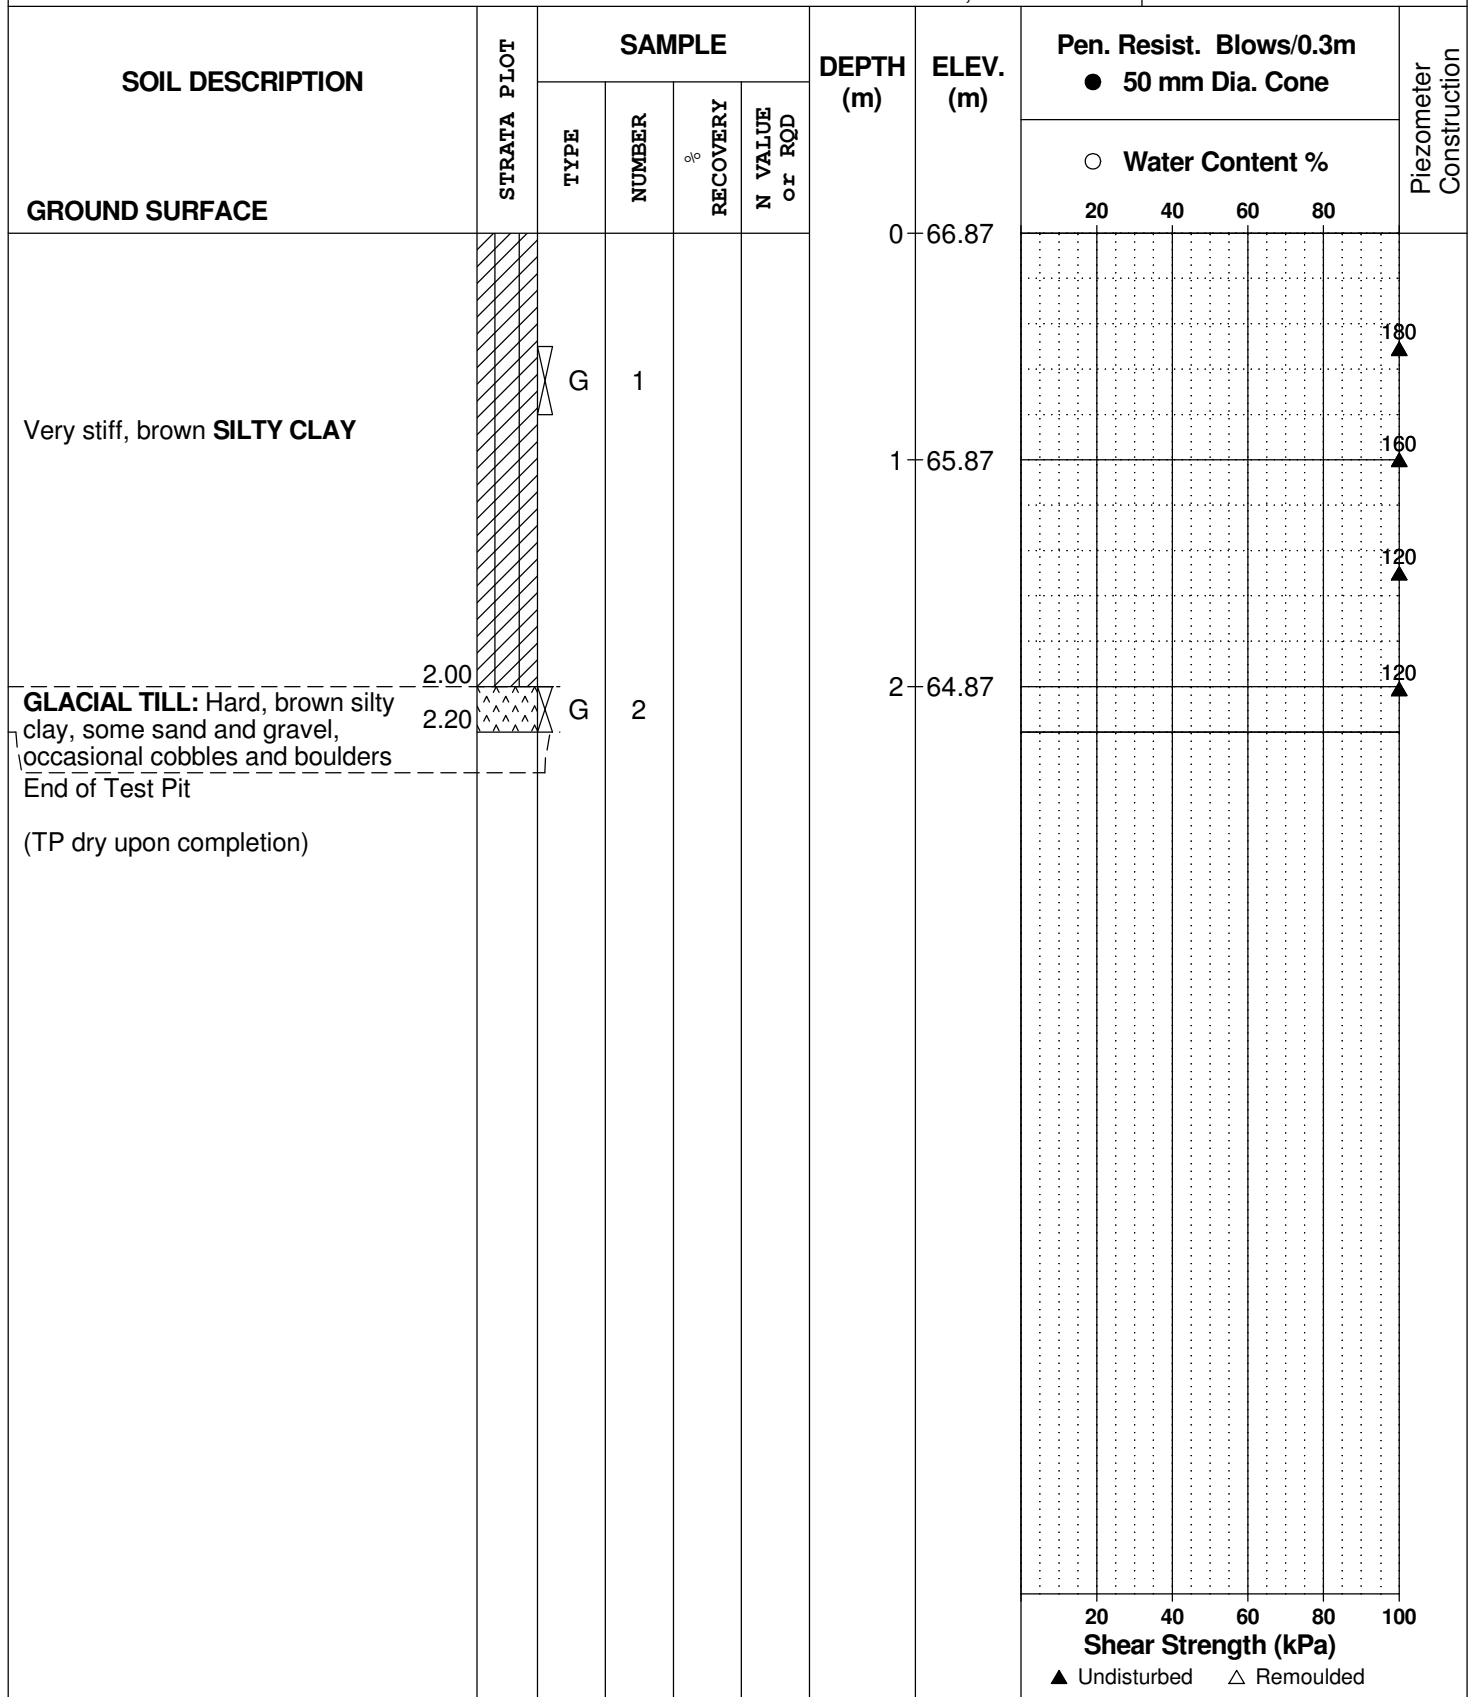 SOIL DESCRIPTION
GROUND SURFACE
STRATA PLOT
SAMPLE
TYPE
NUMBER
%
RECOVERY
N VALUE
or RQD
DEPTH
(m)
ELEV.
(m)
Pen. Resist. Blows/0.3m
● 50 mm Dia. Cone
○ Water Content %
20 40 60 80
Piezometer
Construction
0 66.87
180
G 1
Very stiff, brown SILTY CLAY
160
1 65.87
120
2.00
120
2 64.87
GLACIAL TILL: Hard, brown silty
2.20
G 2
clay, some sand and gravel,
occasional cobbles and boulders
End of Test Pit
(TP dry upon completion)
20 40 60 80 100
Shear Strength (kPa)
▲ Undisturbed △ Remoulded